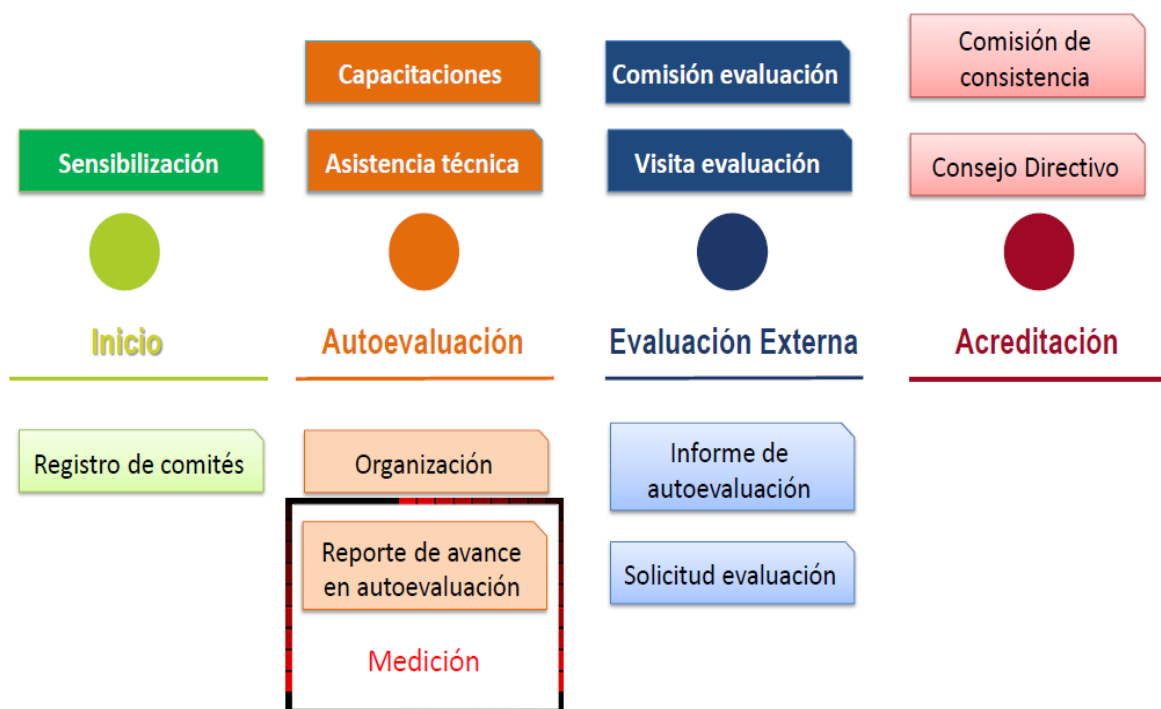 Capacitaciones
Comisión evaluación
Comisión de
consistencia
Sensibilización
Asistencia técnica
Visita evaluación
Consejo Directivo
Inicio
Autoevaluación
Evaluación Externa
Acreditación
Registro de comités
Organización
Informe de
autoevaluación
Reporte de avance
en autoevaluación
Solicitud evaluación
Medición